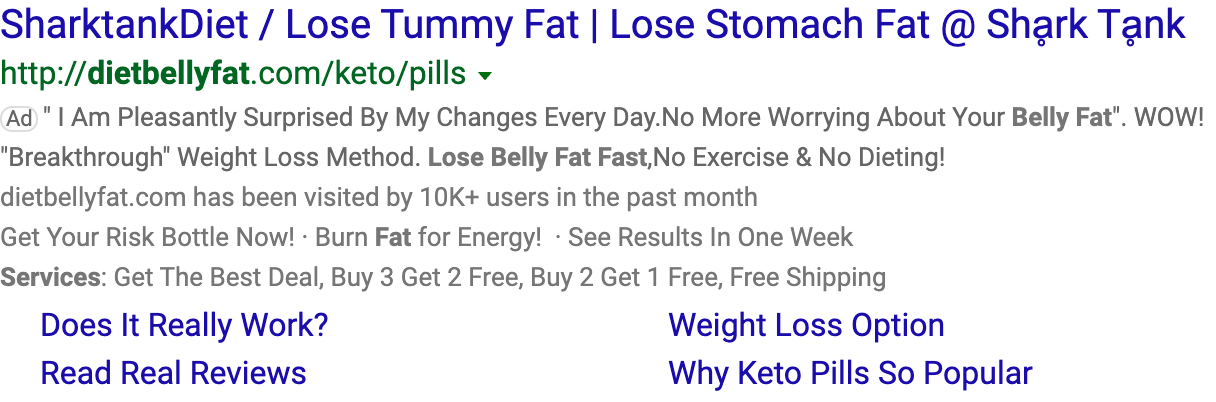 SharktankDiet / Lose Tummy Fat | Lose Stomach Fat @ Shḁrk Tḁnk
http://dietbellyfat.com/keto/pills
Ad " I Am Pleasantly Surprised By My Changes Every Day.No More Worrying About Your Belly Fat". WOW!
"Breakthrough" Weight Loss Method. Lose Belly Fat Fast,No Exercise & No Dieting!
dietbellyfat.com has been visited by 10K+ users in the past month
Get Your Risk Bottle Now! · Burn Fat for Energy! · See Results In One Week
Services: Get The Best Deal, Buy 3 Get 2 Free, Buy 2 Get 1 Free, Free Shipping
Does It Really Work?
Weight Loss Option
Read Real Reviews
Why Keto Pills So Popular